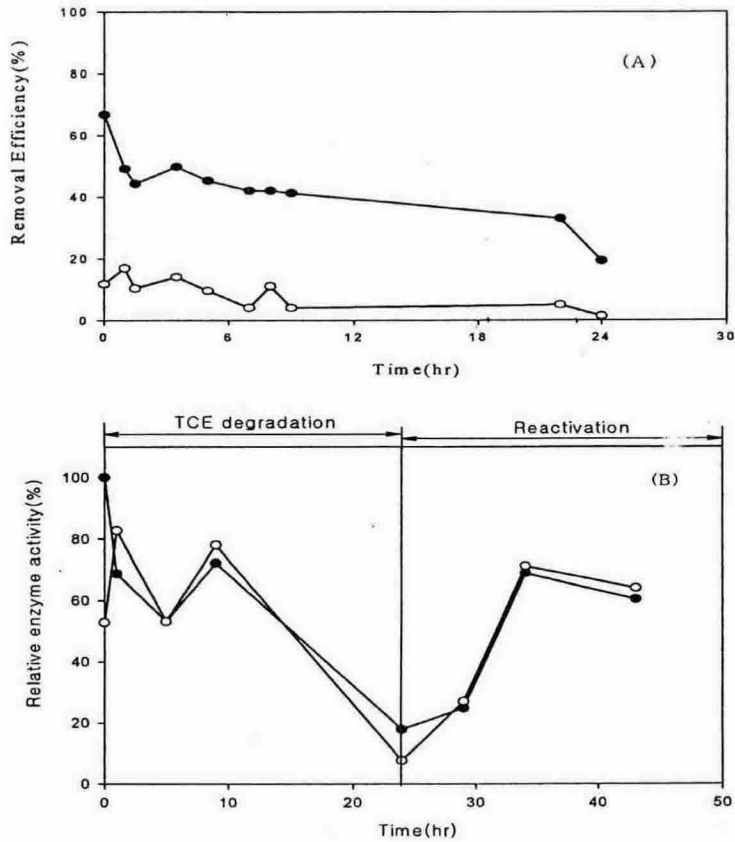 100
80
60
40
20
0
Removal Efficiency(%)
(A)
0 6 12 18 24 30
Time(hr)
TCE degradation Reactivation
100
80
60
40
20
0
Relative enzyme activity(%)
(B)
0 10 20 30 40 50
Time(hr)